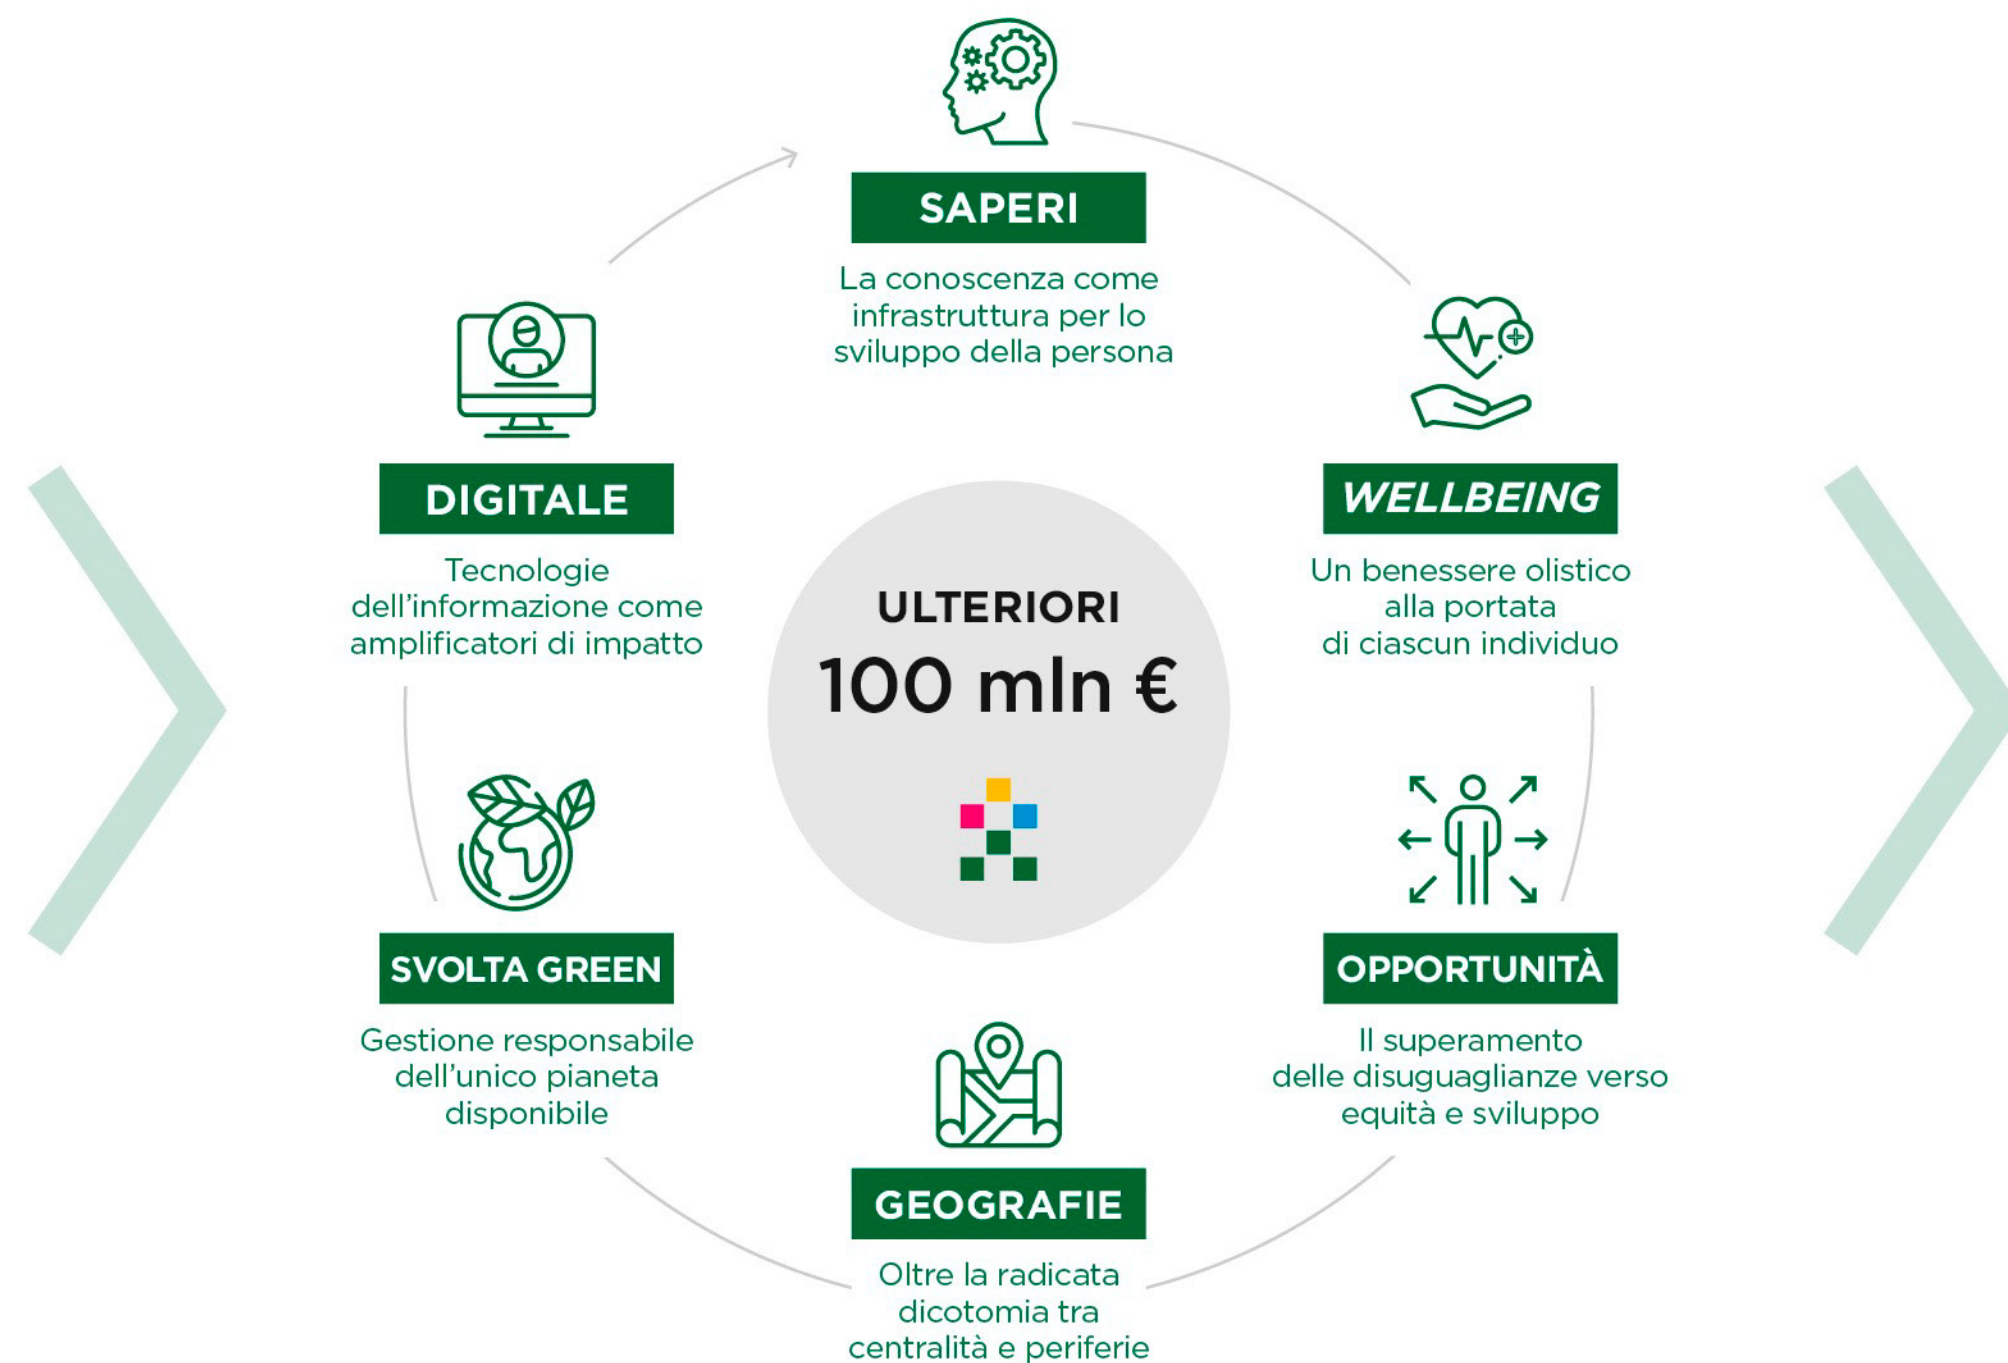 SAPERI
La conoscenza come
infrastruttura per lo
sviluppo della persona
DIGITALE
Tecnologie
dell'informazione come
amplificatori di impatto
WELLBEING
Un benessere olistico
alla portata
di ciascun individuo
ULTERIORI
100 mln €
SVOLTA GREEN
Gestione responsabile
dell'unico pianeta
disponibile
OPPORTUNITÀ
Il superamento
delle disuguaglianze verso
equità e sviluppo
GEOGRAFIE
Oltre la radicata
dicotomia tra
centralità e periferie